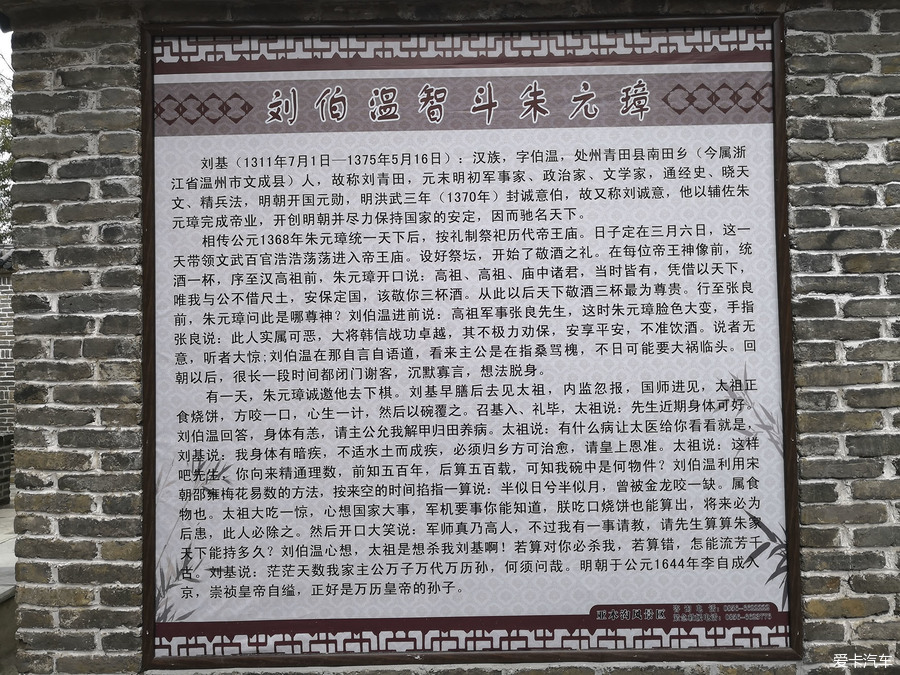 刘伯温智斗朱元璋
刘基（1311年7月1日—1375年5月16日）：汉族，字伯温，处州青田县南田乡（今属浙
江省温州市文成县）人，故称刘青田，元末明初军事家、政治家、文学家，通经史、晓天
文、精兵法，明朝开国元勋，明洪武三年（1370年）封诚意伯，故又称刘诚意，他以辅佐朱
元璋完成帝业，开创明朝并尽力保持国家的安定，因而驰名天下。
相传公元1368年朱元璋统一天下后，按礼制祭祀历代帝王庙。日子定在三月六日，这一
天带领文武百官浩浩荡荡进入帝王庙。设好祭坛，开始了敬酒之礼。在每位帝王神像前，统
酒一杯，序至汉高祖前，朱元璋开口说：高祖、高祖、庙中诸君，当时皆有，凭借以天下，
唯我与公不借尺土，安保定国，该敬你三杯酒。从此以后天下敬酒三杯最为尊贵。行至张良
前，朱元璋问此是哪尊神？刘伯温进前说：高祖军事张良先生，这时朱元璋脸色大变，手指
张良说：此人实属可恶，大将韩信战功卓越，其不极力劝保，安享平安，不准饮酒。说者无
意，听者大惊；刘伯温在那自言自语道，看来主公是在指桑骂槐，不日可能要大祸临头。回
朝以后，很长一段时间都闭门谢客，沉默寡言，想法脱身。
有一天，朱元璋诚邀他去下棋。刘基早膳后去见太祖，内监忽报，国师进见，太祖正
食烧饼，方咬一口，心生一计，然后以碗覆之。召基入、礼毕，太祖说：先生近期身体可好。
刘伯温回答，身体有恙，请主公允我解甲归田养病。太祖说：有什么病让太医给你看看就是，
刘基说：我身体有暗疾，不适水土而成疾，必须归乡方可治愈，请皇上恩准。太祖说：这样
吧先生，你向来精通理数，前知五百年，后算五百载，可知我碗中是何物件？刘伯温利用宋
朝邵雍梅花易数的方法，按来空的时间掐指一算说：半似日兮半似月，曾被金龙咬一缺。属食
物也。太祖大吃一惊，心想国家大事，军机要事你能知道，朕吃口烧饼也能算出，将来必为
后患，此人必除之。然后开口大笑说：军师真乃高人，不过我有一事请教，请先生算算朱家
天下能持多久？刘伯温心想，太祖是想杀我刘基啊！若算对你必杀我，若算错，怎能流芳千
古。刘基说：茫茫天数我家主公万子万代万历孙，何须问哉。明朝于公元1644年李自成入
京，崇祯皇帝自缢，正好是万历皇帝的孙子。
亚木沟风景区
咨询电话：
爱卡汽车